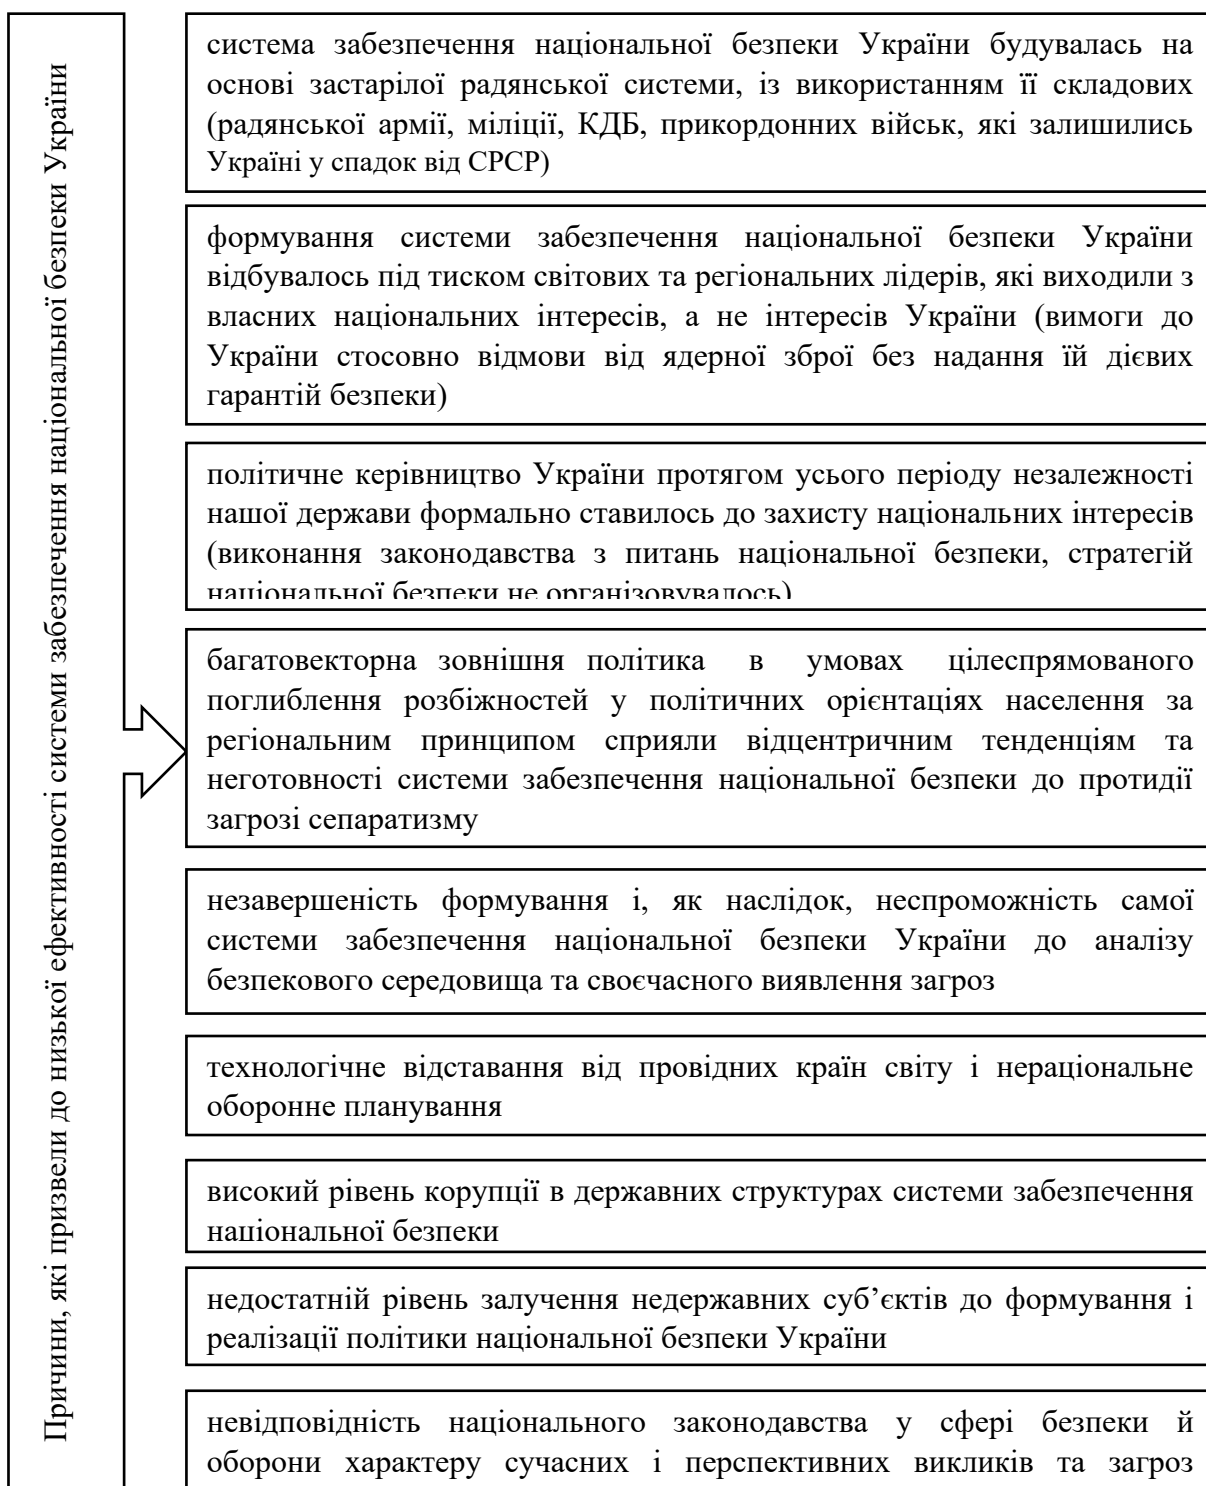 Причини, які призвели до низької ефективності системи забезпечення національної безпеки України
система забезпечення національної безпеки України будувалась на
основі застарілої радянської системи, із використанням її складових
(радянської армії, міліції, КДБ, прикордонних військ, які залишились
Україні у спадок від СРСР)
формування системи забезпечення національної безпеки України
відбувалось під тиском світових та регіональних лідерів, які виходили з
власних національних інтересів, а не інтересів України (вимоги до
України стосовно відмови від ядерної зброї без надання їй дієвих
гарантій безпеки)
політичне керівництво України протягом усього періоду незалежності
нашої держави формально ставилось до захисту національних інтересів
(виконання законодавства з питань національної безпеки, стратегій
національної безпеки не організовувалось)
багатовекторна зовнішня політика в умовах цілеспрямованого
поглиблення розбіжностей у політичних орієнтаціях населення за
регіональним принципом сприяли відцентричним тенденціям та
неготовності системи забезпечення національної безпеки до протидії
загрозі сепаратизму
незавершеність формування і, як наслідок, неспроможність самої
системи забезпечення національної безпеки України до аналізу
безпекового середовища та своєчасного виявлення загроз
технологічне відставання від провідних країн світу і нераціональне
оборонне планування
високий рівень корупції в державних структурах системи забезпечення
національної безпеки
недостатній рівень залучення недержавних суб’єктів до формування і
реалізації політики національної безпеки України
невідповідність національного законодавства у сфері безпеки й
оборони характеру сучасних і перспективних викликів та загроз